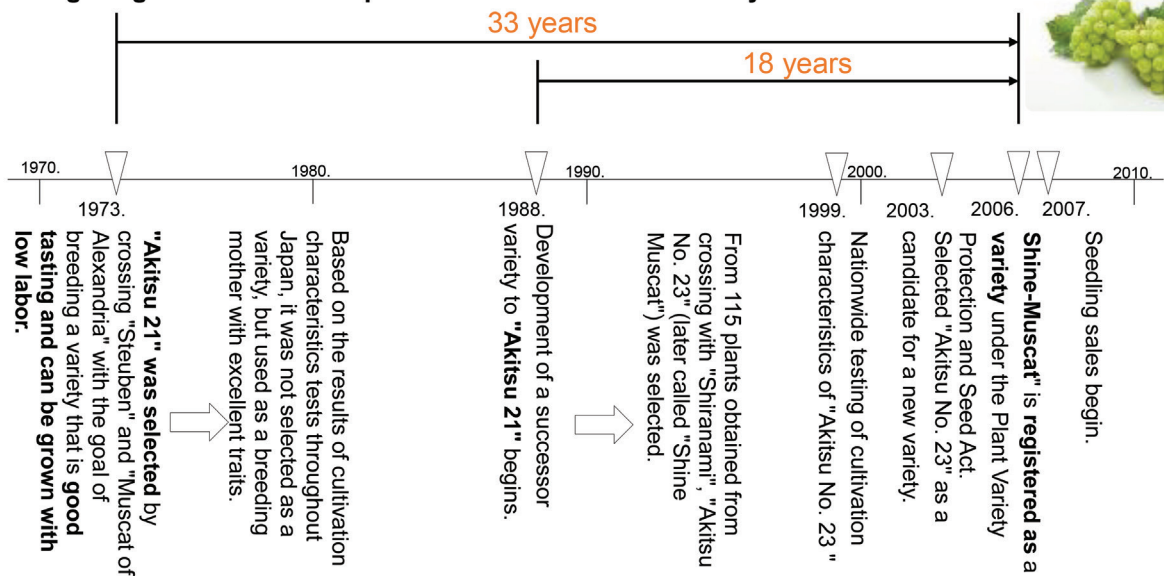 33 years
18 years
1970.
1980.
1990.
2000.
2010.
1973.
1988.
1999.
2003.
2006.
2007.
"Akitsu 21" was selected by
crossing "Steuben" and "Muscat of
Alexandria" with the goal of
breeding a variety that is good
tasting and can be grown with
low labor.
Based on the results of cultivation
characteristics tests throughout
Japan, it was not selected as a
variety, but used as a breeding
mother with excellent traits.
Development of a successor
variety to "Akitsu 21" begins.
From 115 plants obtained from
crossing with "Shiranami", "Akitsu
No. 23" (later called "Shine
Muscat") was selected.
Nationwide testing of cultivation
characteristics of "Akitsu No. 23 "
Selected "Akitsu No. 23" as a
candidate for a new variety.
Shine-Muscat" is registered as a
variety under the Plant Variety
Protection and Seed Act.
Seedling sales begin.